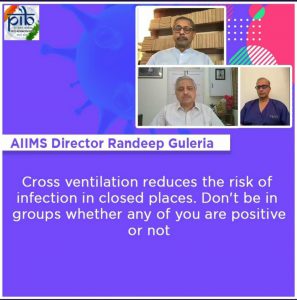 pib
AIIMS Director Randeep Guleria
Cross ventilation reduces the risk of
infection in closed places. Don't be in
groups whether any of you are positive
or not